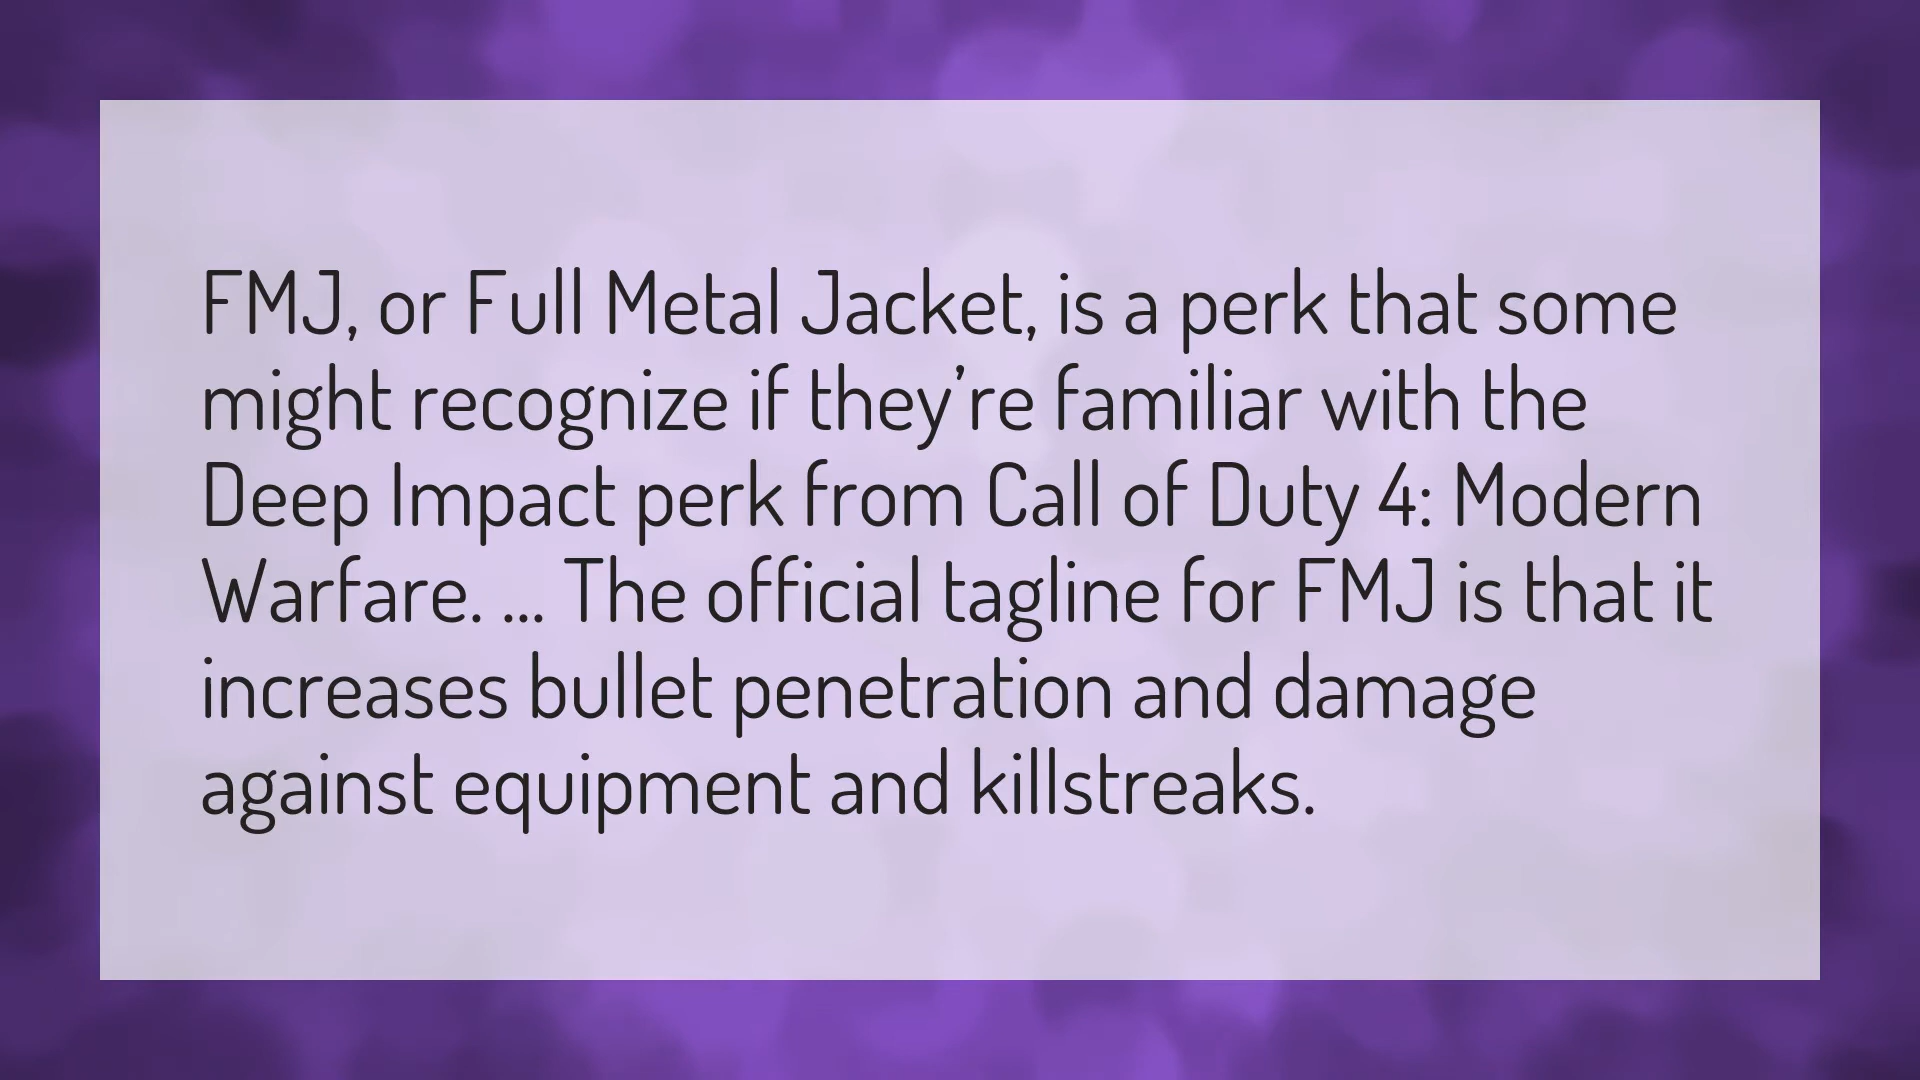 FMJ, or Full Metal Jacket, is a perk that some
might recognize if they’re familiar with the
Deep Impact perk from Call of Duty 4: Modern
Warfare. ... The official tagline for FMJ is that it
increases bullet penetration and damage
against equipment and killstreaks.